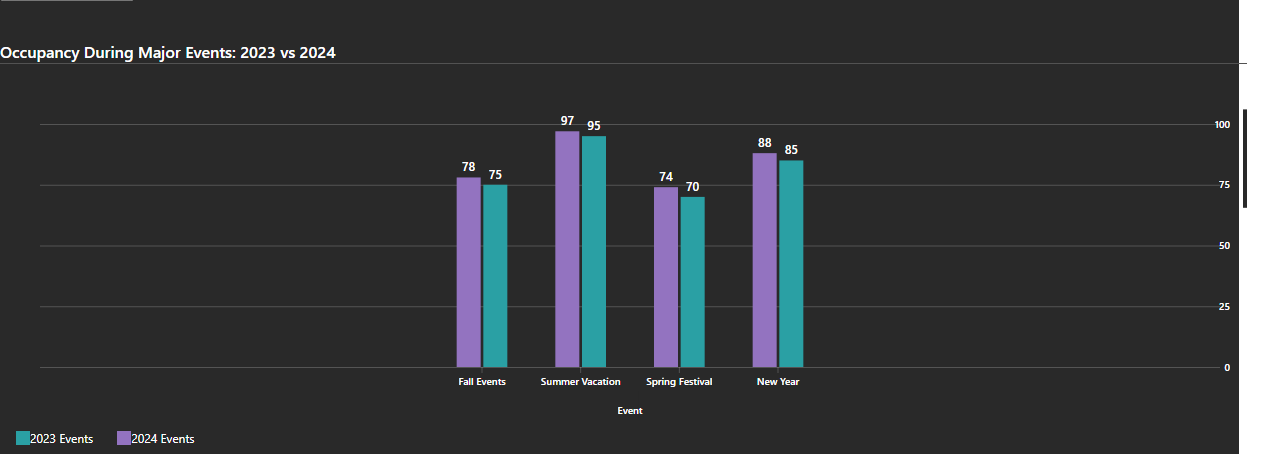 Occupancy During Major Events: 2023 vs 2024
97 95
100
88 85
78 75
74 70
75
50
25
0
Fall Events Summer Vacation Spring Festival New Year
Event
2023 Events 2024 Events